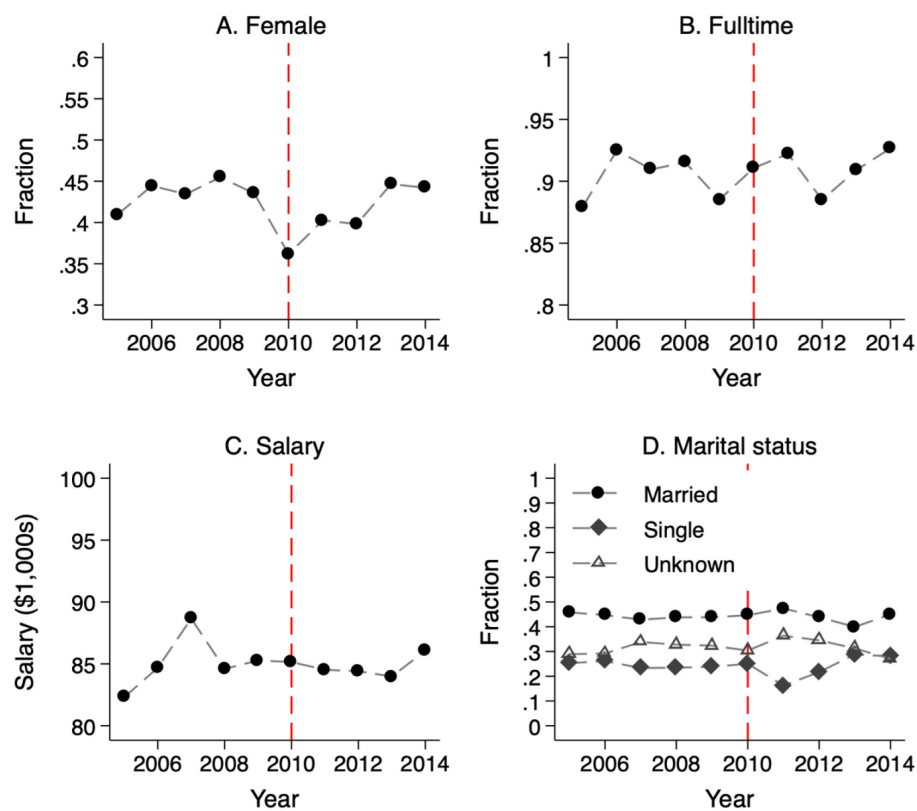 A. Female
.6
.55
.5
.45
.4
.35
.3
Fraction
2006 2008 2010 2012 2014
Year
B. Fulltime
1
.95
.9
.85
.8
Fraction
2006 2008 2010 2012 2014
Year
C. Salary
100
95
90
85
80
Salary ($1,000s)
2006 2008 2010 2012 2014
Year
D. Marital status
1
.9
.8
.7
.6
.5
.4
.3
.2
.1
0
Fraction
Married
Single
Unknown
2006 2008 2010 2012 2014
Year